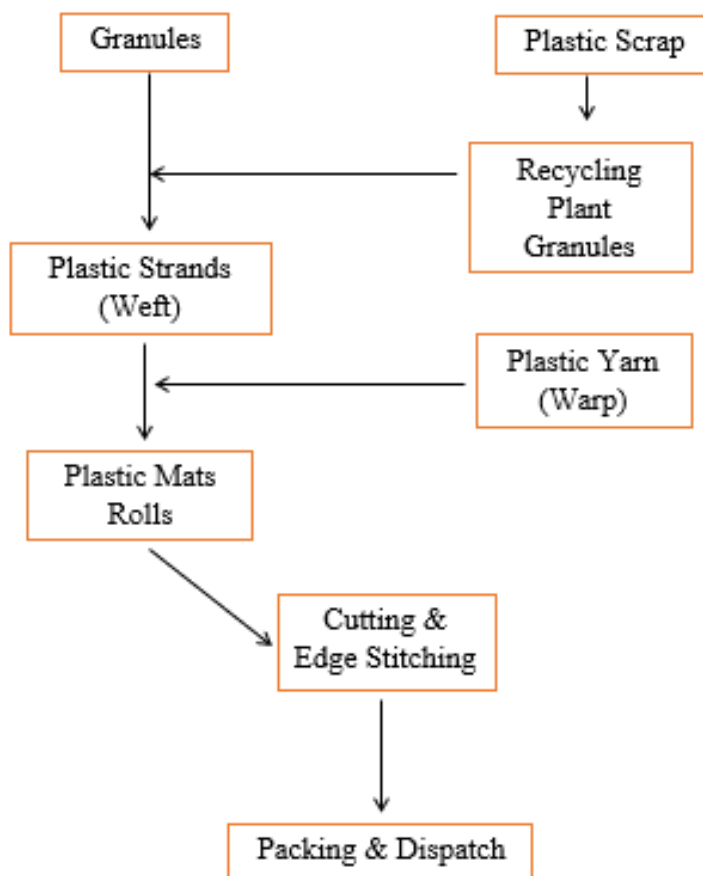 Granules
Plastic Scrap
Recycling
Plant
Granules
Plastic Strands
(Weft)
Plastic Yarn
(Warp)
Plastic Mats
Rolls
Cutting &
Edge Stitching
Packing & Dispatch